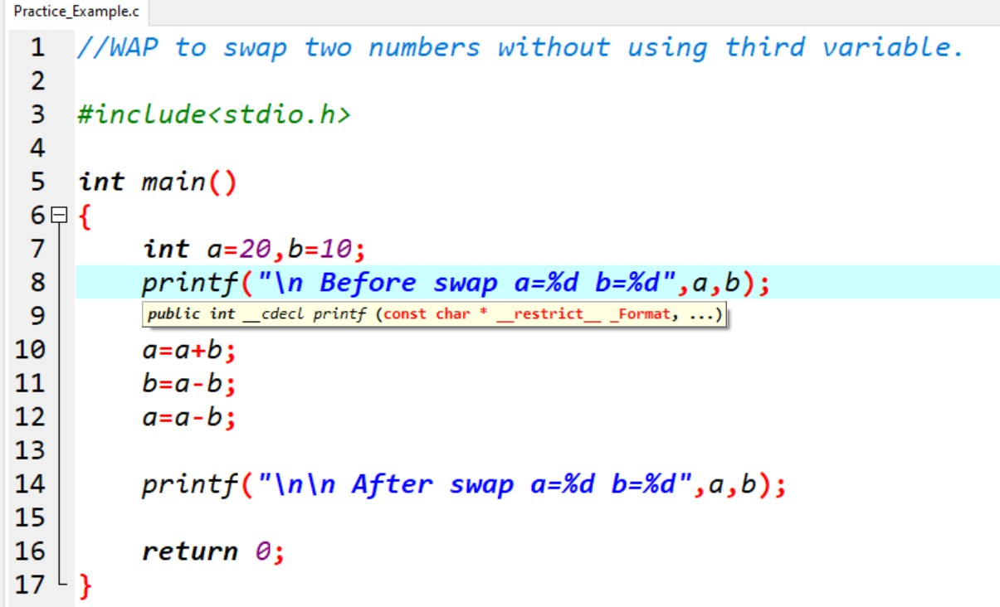 Practice_Example.c
1 //WAP to swap two numbers without using third variable.
2
3 #include<stdio.h>
4
5 int main()
6 {
7 int a=20,b=10;
8 printf("\n Before swap a=%d b=%d",a,b);
9 public int __cdecl printf (const char * __restrict__ _Format, ...)
10 a=a+b;
11 b=a-b;
12 a=a-b;
13
14 printf("\n\n After swap a=%d b=%d",a,b);
15
16 return 0;
17 }